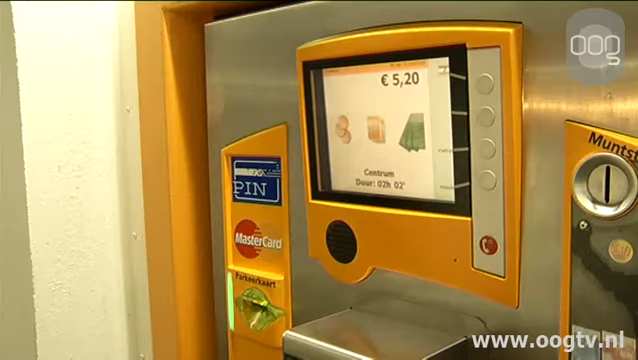 oog
€ 5,20
Centrum
Duur: 02h 02'
PIN
MasterCard
Parkeerkaart
Muntst
www.oogtv.nl